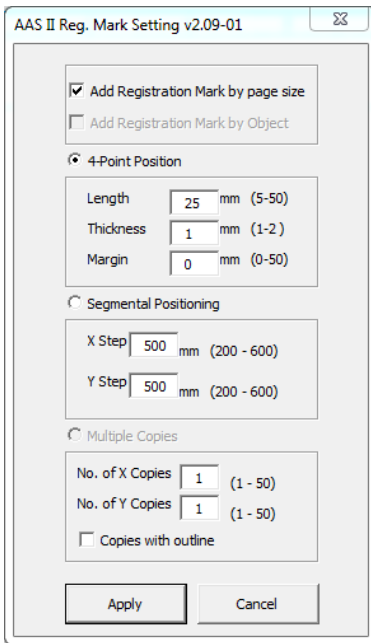 AAS II Reg. Mark Setting v2.09-01
Add Registration Mark by page size
Add Registration Mark by Object
4-Point Position
Length 25 mm (5-50)
Thickness 1 mm (1-2 )
Margin 0 mm (0-50)
Segmental Positioning
X Step 500 mm (200 - 600)
Y Step 500 mm (200 - 600)
Multiple Copies
No. of X Copies 1 (1 - 50)
No. of Y Copies 1 (1 - 50)
Copies with outline
Apply Cancel